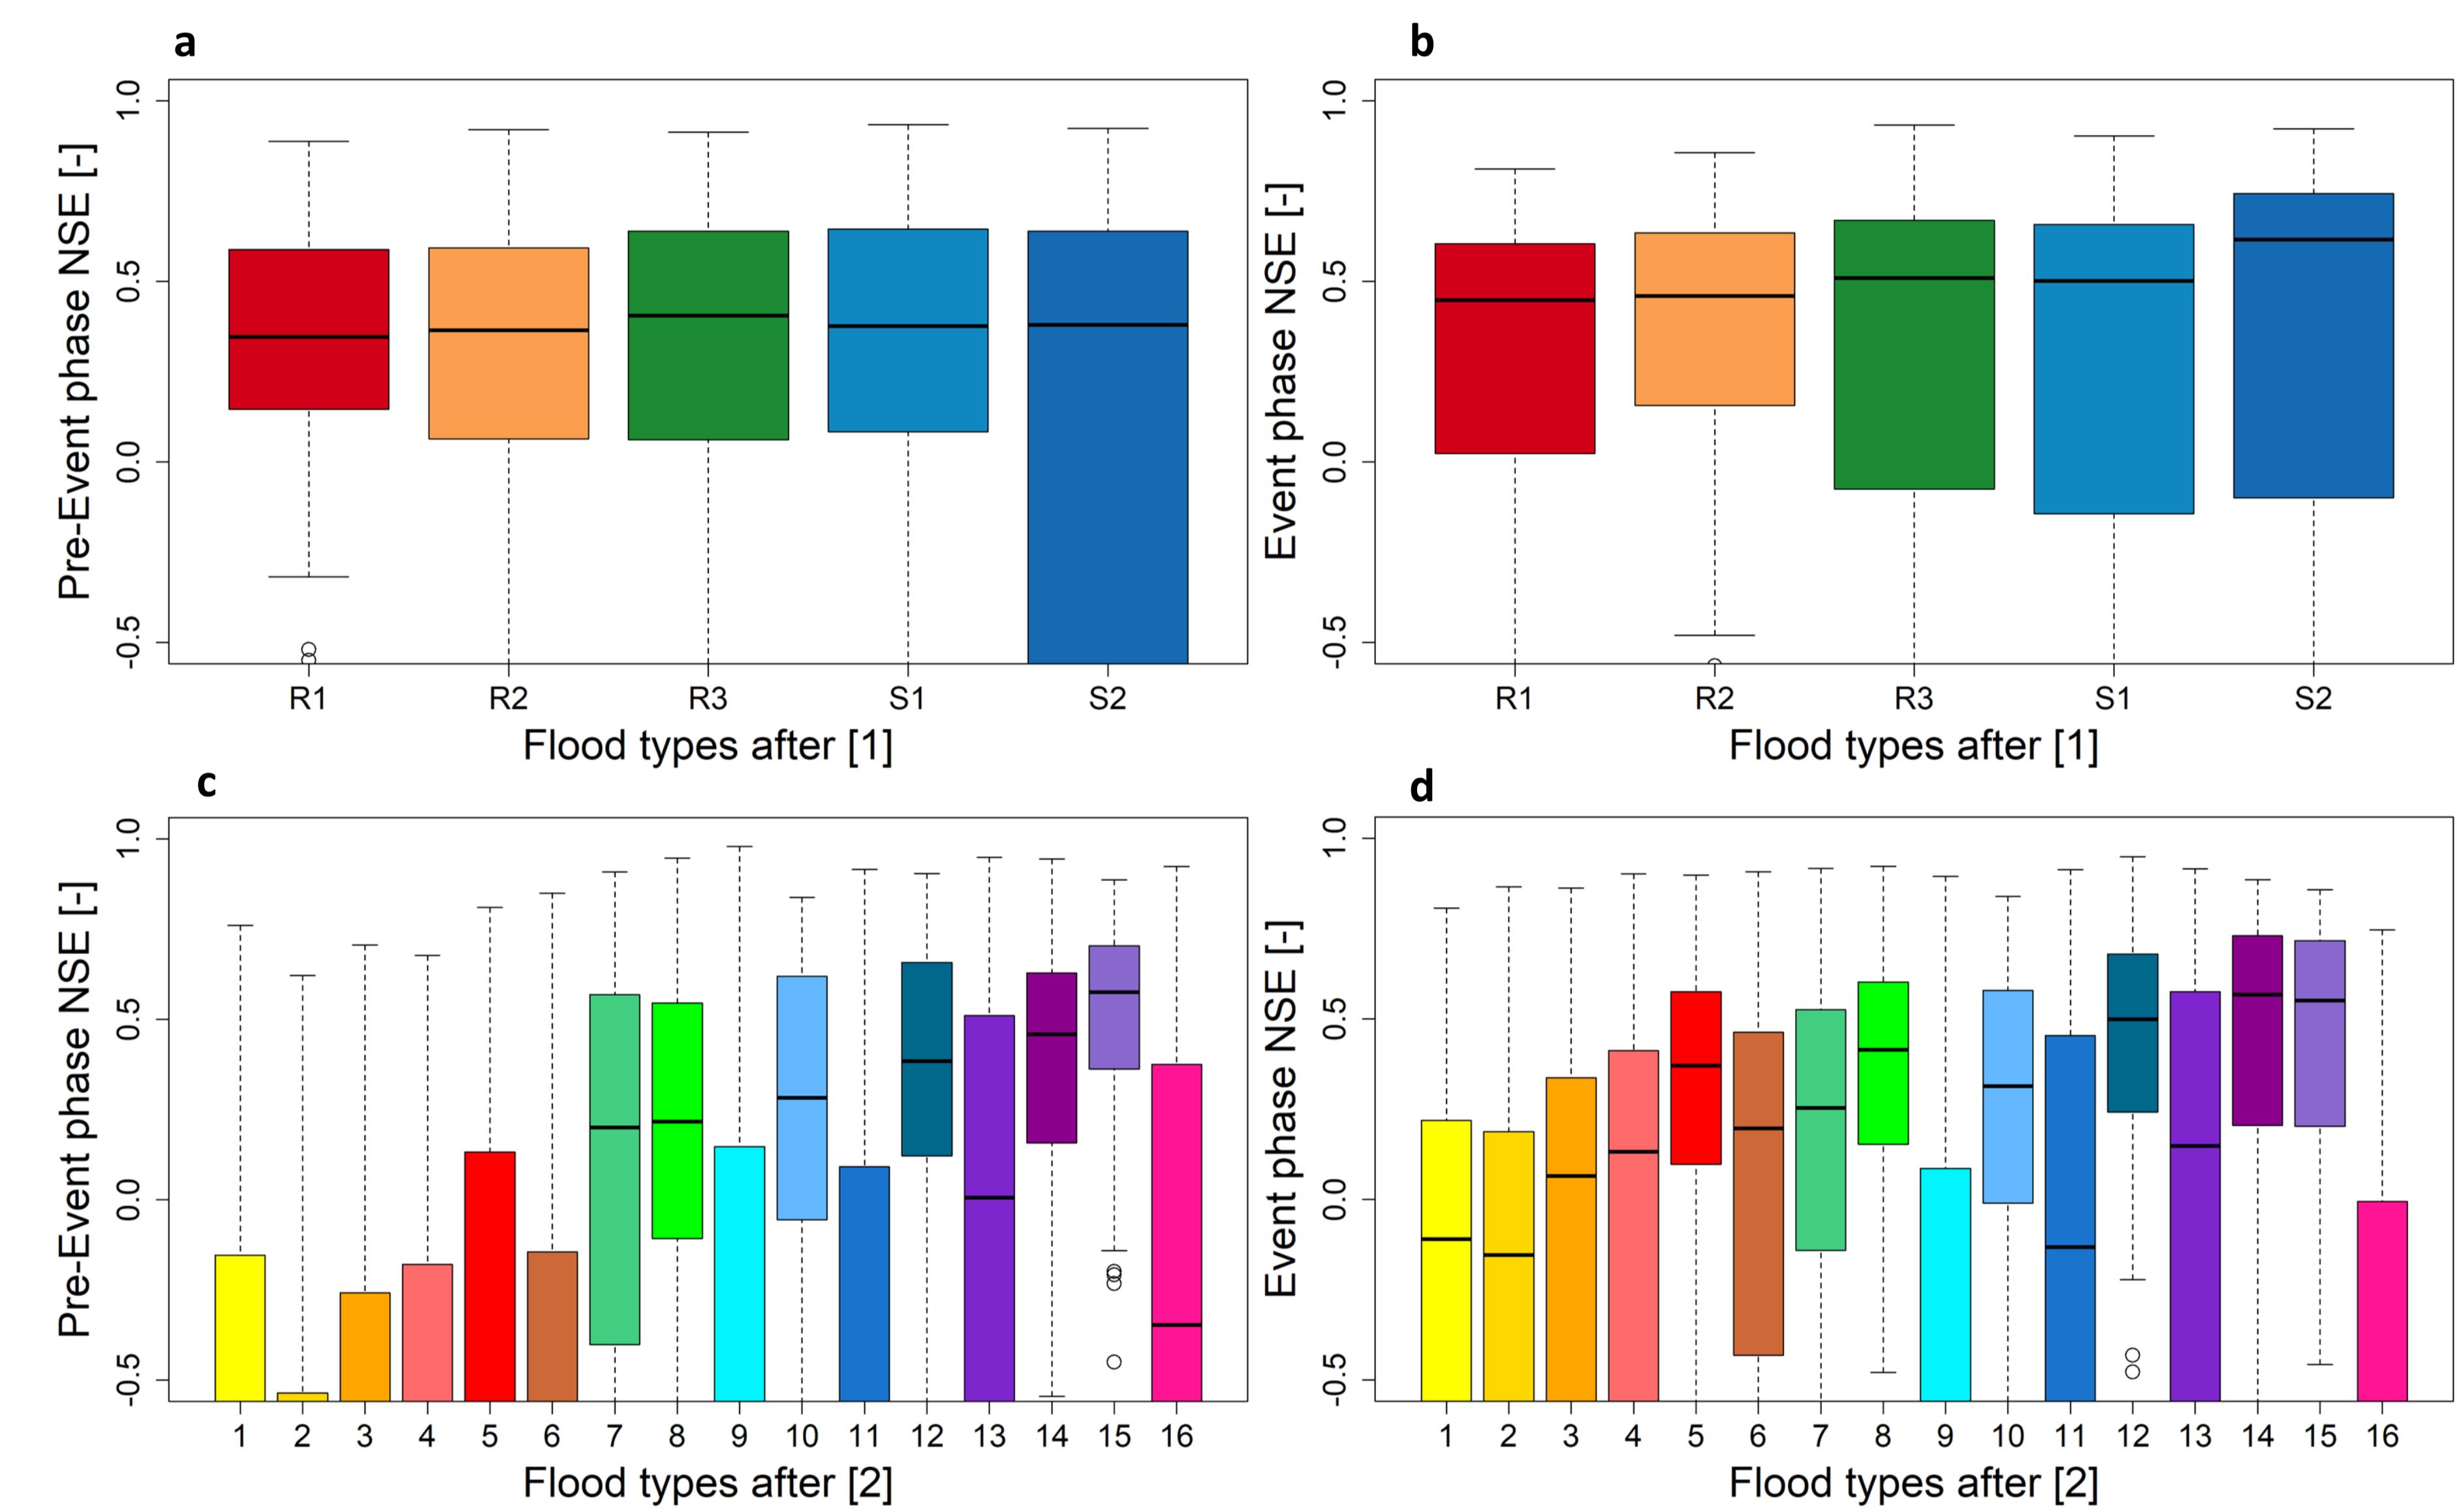 a
Pre-Event phase NSE [-]
1.0
0.5
0.0
-0.5
R1 R2 R3 S1 S2
Flood types after [1]
b
Event phase NSE [-]
1.0
0.5
0.0
-0.5
R1 R2 R3 S1 S2
Flood types after [1]
c
Pre-Event phase NSE [-]
1.0
0.5
0.0
-0.5
1 2 3 4 5 6 7 8 9 10 11 12 13 14 15 16
Flood types after [2]
d
Event phase NSE [-]
1.0
0.5
0.0
-0.5
1 2 3 4 5 6 7 8 9 10 11 12 13 14 15 16
Flood types after [2]